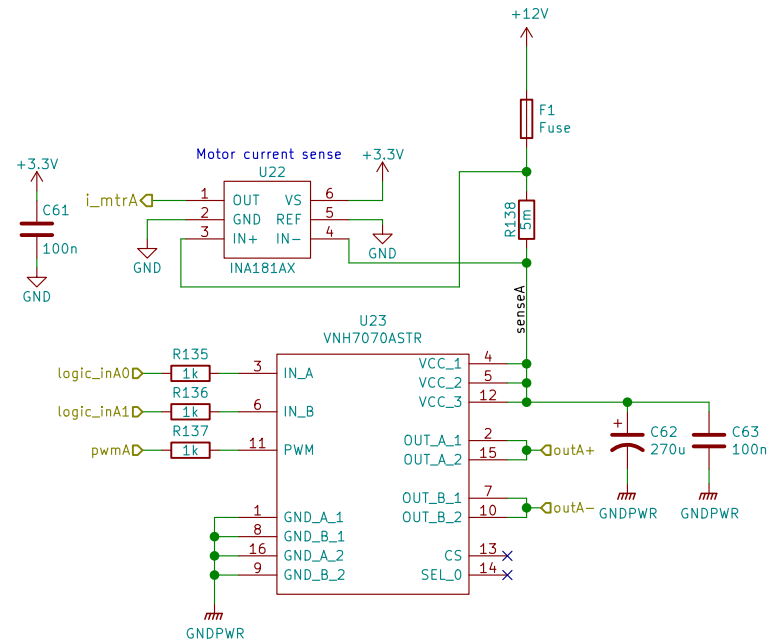 +12V
F1
Fuse
Motor current sense
+3.3V
U22
+3.3V
i_mtrA
1 OUT VS 6
2 GND REF 5
3 IN+ IN- 4
INA181AX
C61
100n
GND
GND
GND
R138
5m
senseA
U23
VNH7070ASTR
logic_inA0
R135
1k
3 IN_A
logic_inA1
R136
1k
6 IN_B
pwmA
R137
1k
11 PWM
VCC_1 4
VCC_2 5
VCC_3 12
OUT_A_1 2
OUT_A_2 15
outA+
OUT_B_1 7
OUT_B_2 10
outA-
1 GND_A_1
8 GND_B_1
16 GND_A_2
9 GND_B_2
CS 13
SEL_0 14
GNDPWR
+
C62
270u
GNDPWR
C63
100n
GNDPWR